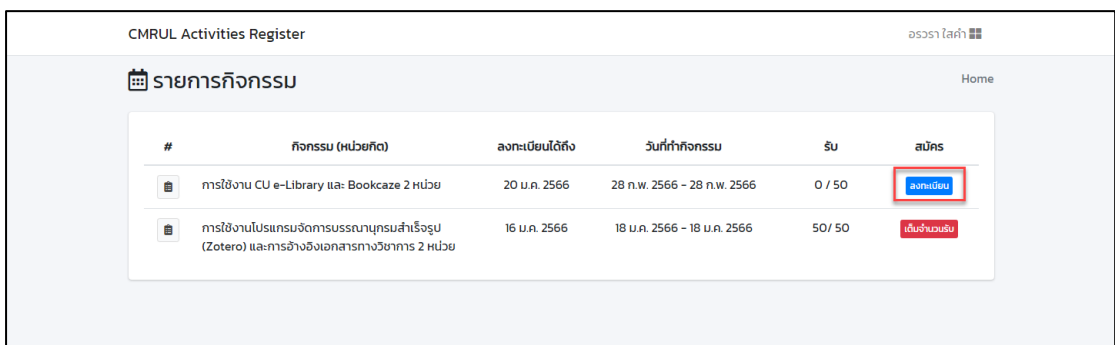 CMRUL Activities Register อรวรา ใสคำ
รายการกิจกรรม Home
# กิจกรรม (หน่วยกิต) ลงทะเบียนได้ถึง วันที่ทำกิจกรรม รับ สมัคร
การใช้งาน CU e-Library และ Bookcaze 2 หน่วย 20 ม.ค. 2566 28 ก.พ. 2566 - 28 ก.พ. 2566 0 / 50 ลงทะเบียน
การใช้งานโปรแกรมจัดการบรรณานุกรมสำเร็จรูป 16 ม.ค. 2566 18 ม.ค. 2566 - 18 ม.ค. 2566 50/ 50 เต็มจำนวนรับ
(Zotero) และการอ้างอิงเอกสารทางวิชาการ 2 หน่วย